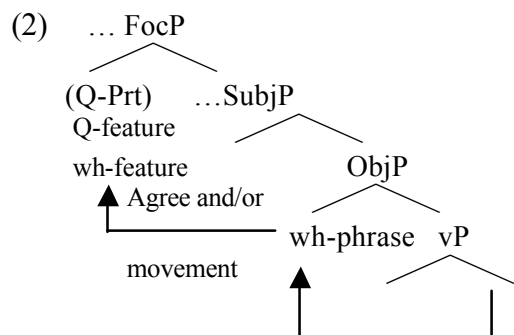 (2) … FocP
(Q-Prt) …SubjP
Q-feature
wh-feature ObjP
Agree and/or
wh-phrase vP
movement